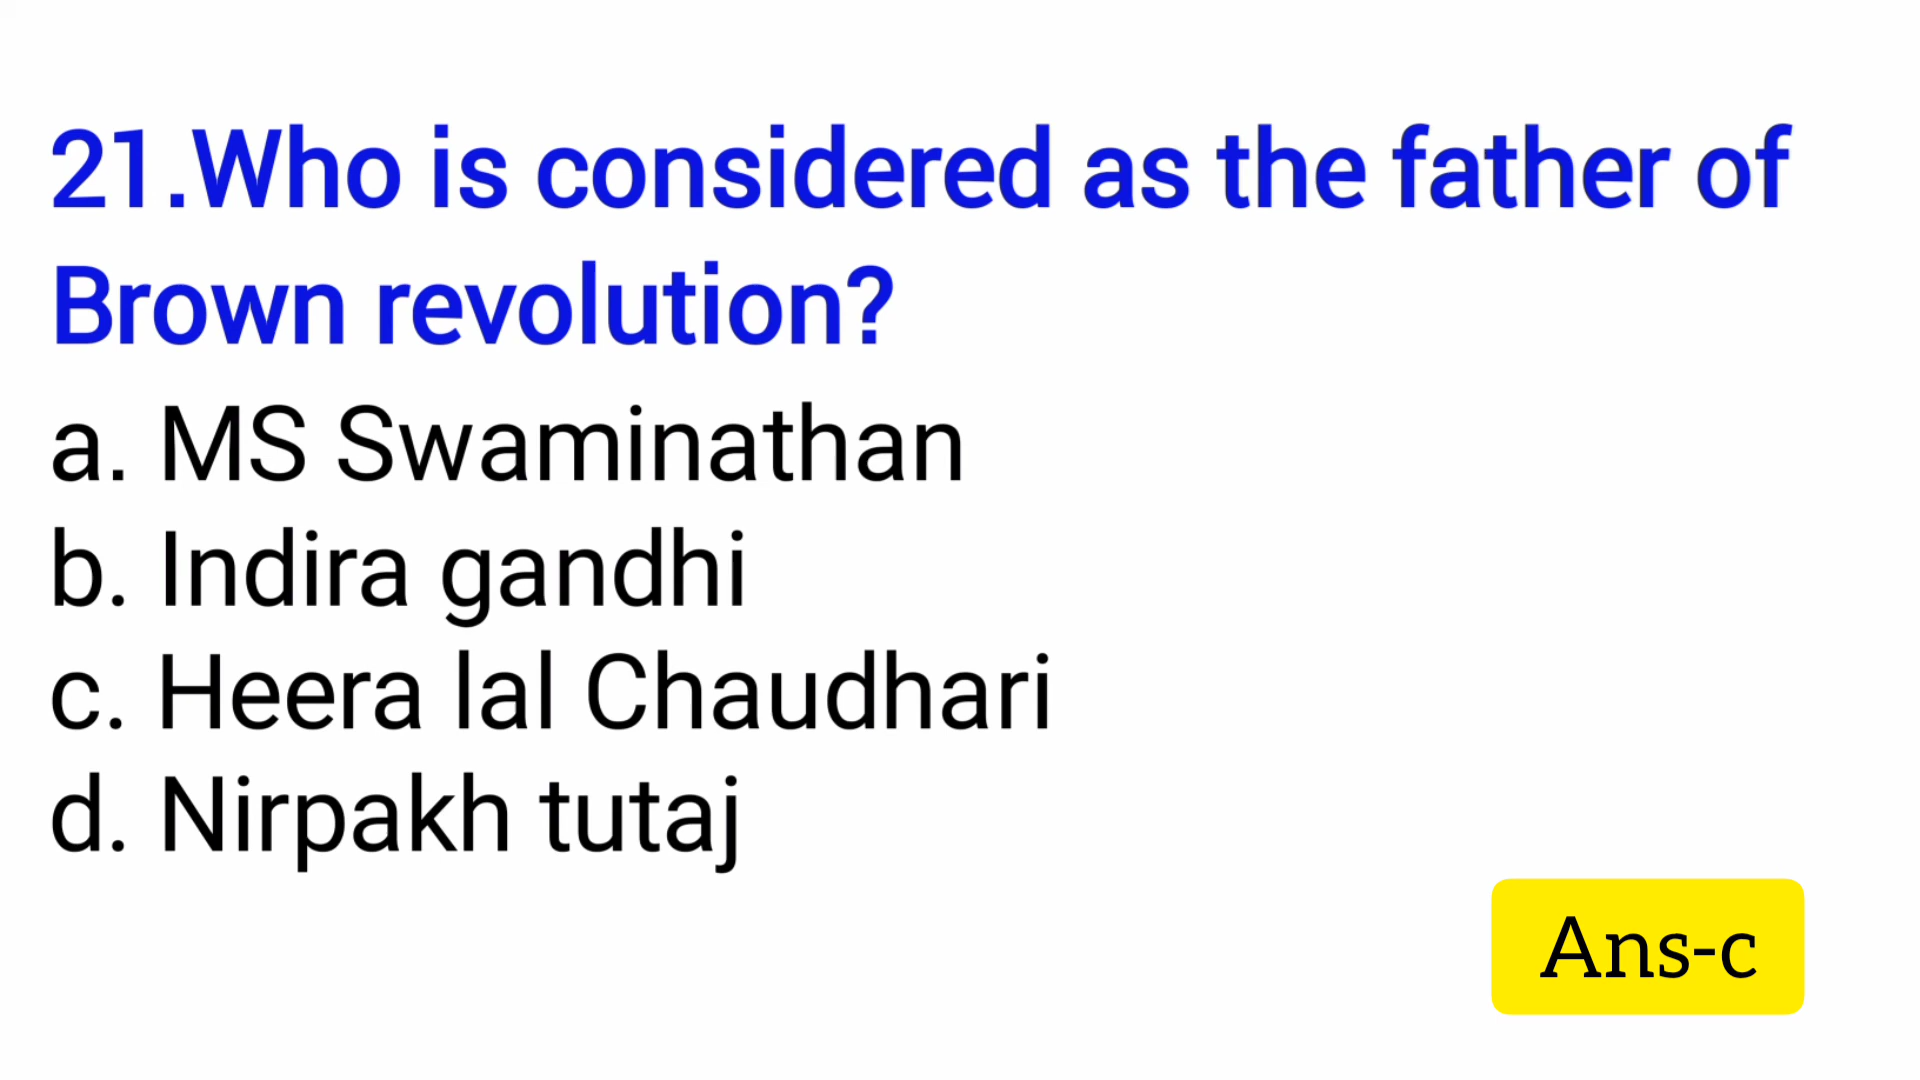 21.Who is considered as the father of
Brown revolution?
a. MS Swaminathan
b. Indira gandhi
c. Heera lal Chaudhari
d. Nirpakh tutaj
Ans-c